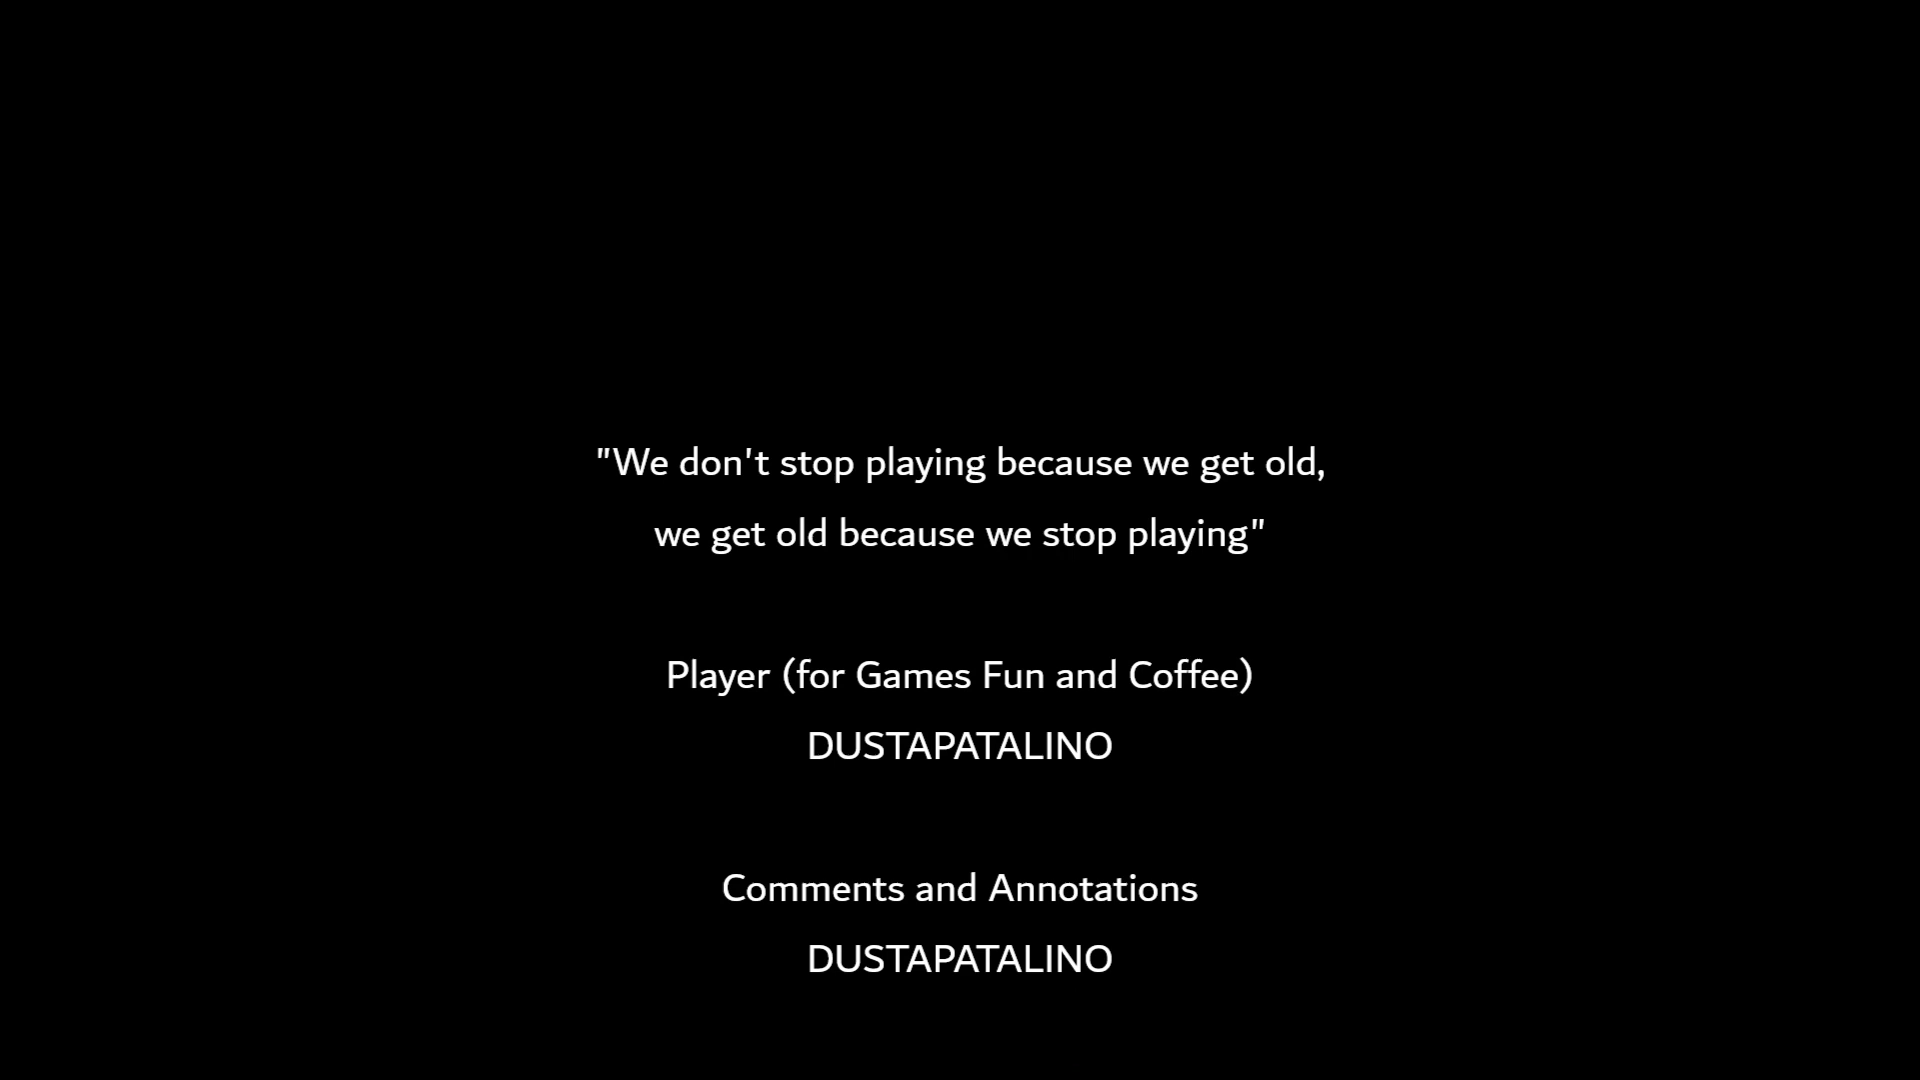 "We don't stop playing because we get old,
we get old because we stop playing"
Player (for Games Fun and Coffee)
DUSTAPATALINO
Comments and Annotations
DUSTAPATALINO